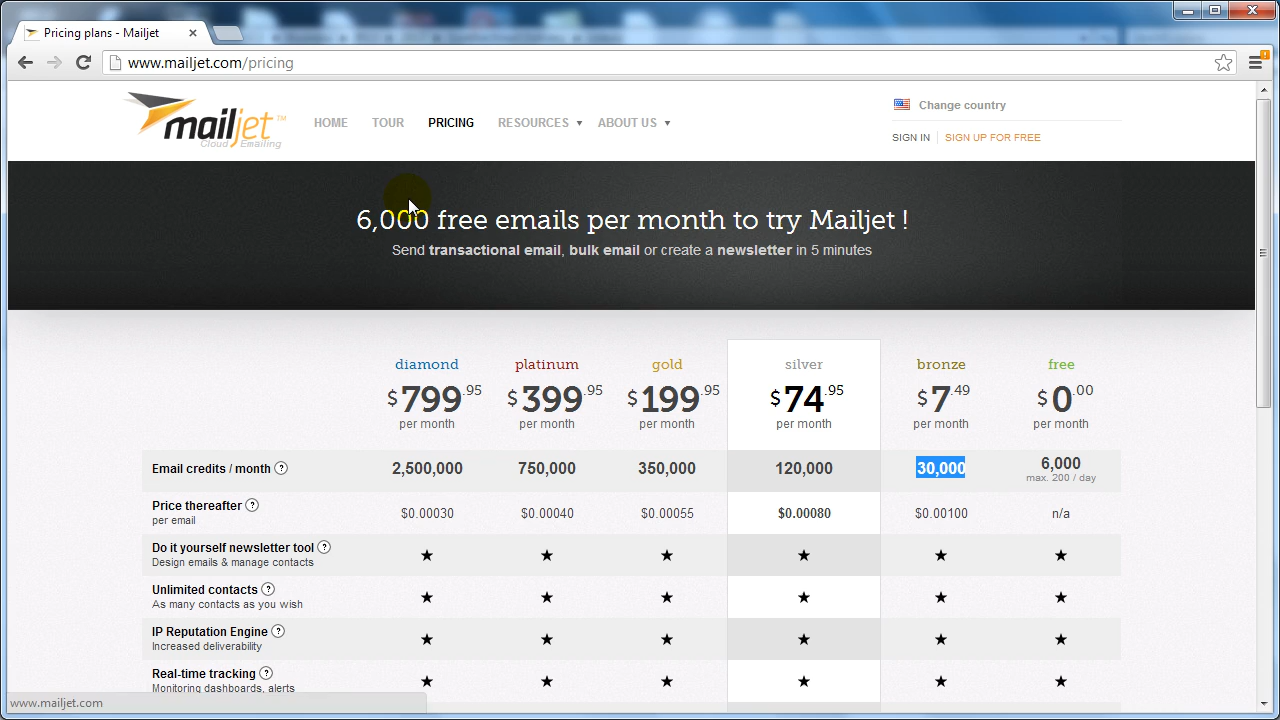 Pricing plans - Mailjet
www.mailjet.com/pricing
mailjet™
Cloud Emailing
HOME TOUR PRICING RESOURCES ABOUT US
Change country
SIGN IN SIGN UP FOR FREE
6,000 free emails per month to try Mailjet !
Send transactional email, bulk email or create a newsletter in 5 minutes
diamond platinum gold silver bronze free
$799.95 $399.95 $199.95 $74.95 $7.49 $0.00
per month per month per month per month per month per month
Email credits / month ? 2,500,000 750,000 350,000 120,000 30,000 6,000
max. 200 / day
Price thereafter ? $0.00030 $0.00040 $0.00055 $0.00080 $0.00100 n/a
per email
Do it yourself newsletter tool ? ★ ★ ★ ★ ★ ★
Design emails & manage contacts
Unlimited contacts ? ★ ★ ★ ★ ★ ★
As many contacts as you wish
IP Reputation Engine ? ★ ★ ★ ★ ★ ★
Increased deliverability
Real-time tracking ? ★ ★ ★ ★ ★ ★
Monitoring dashboards, alerts
www.mailjet.com